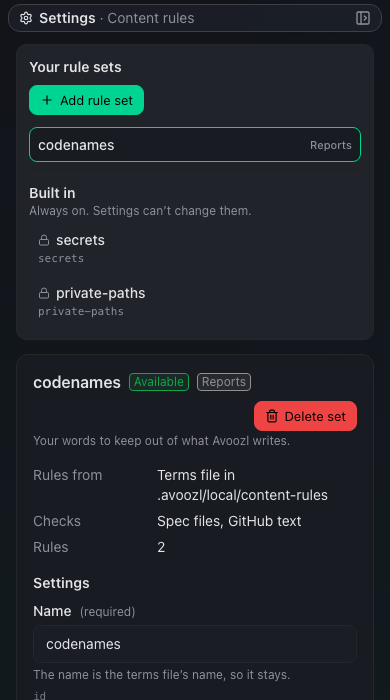 Settings · Content rules
Your rule sets
+ Add rule set
codenames Reports
Built in
Always on. Settings can't change them.
secrets
secrets
private-paths
private-paths
codenames Available Reports
Delete set
Your words to keep out of what Avoozl writes.
Rules from Terms file in
.avoozl/local/content-rules
Checks Spec files, GitHub text
Rules 2
Settings
Name (required)
codenames
The name is the terms file's name, so it stays.
id